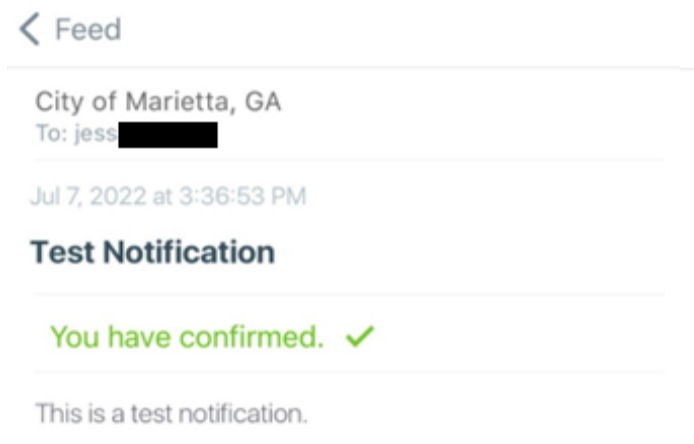 Feed
City of Marietta, GA
To: jess
Jul 7, 2022 at 3:36:53 PM
Test Notification
You have confirmed.
This is a test notification.